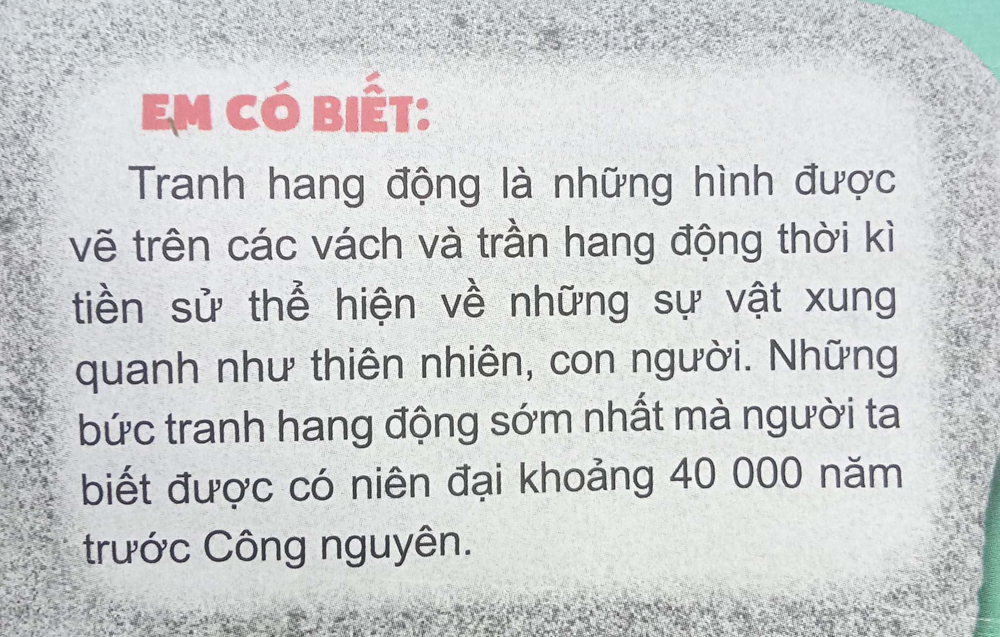 EM CÓ BIẾT:
Tranh hang động là những hình được
vẽ trên các vách và trần hang động thời kì
tiền sử thể hiện về những sự vật xung
quanh như thiên nhiên, con người. Những
bức tranh hang động sớm nhất mà người ta
biết được có niên đại khoảng 40 000 năm
trước Công nguyên.